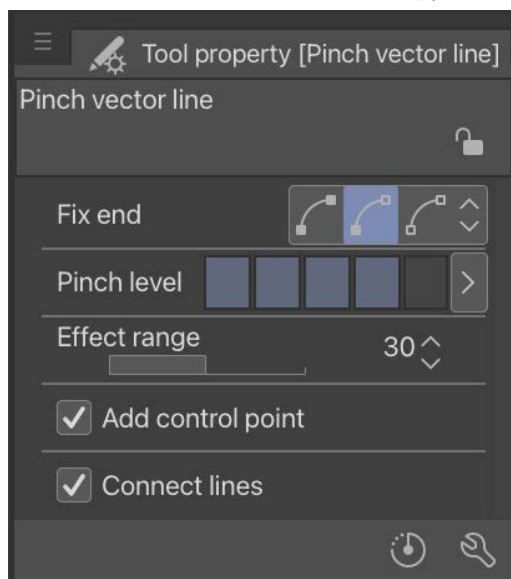 Tool property [Pinch vector line]
Pinch vector line
Fix end
Pinch level
Effect range
30
Add control point
Connect lines